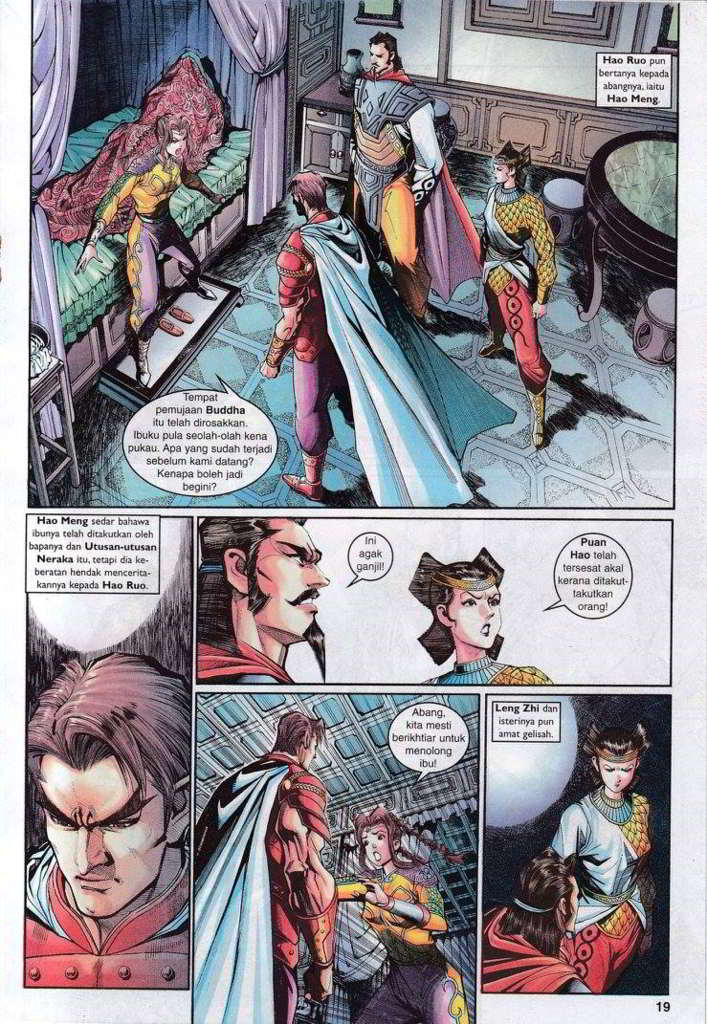 Hao Ruo pun
bertanya kepada
abangnya, iaitu
Hao Meng.
Tempat
pemujaan Buddha
itu telah dirosakkan.
Ibuku pula seolah-olah kena
pukau. Apa yang sudah terjadi
sebelum kami datang?
Kenapa boleh jadi
begini?
Hao Meng sedar bahawa
ibunya telah ditakutkan oleh
bapanya dan Utusan-utusan
Neraka itu, tetapi dia ke-
beratan hendak mencerita-
kannya kepada Hao Ruo.
Ini
agak
ganjil!
Puan
Hao telah
tersesat akal
kerana ditakut-
takutkan
orang!
Abang,
kita mesti
berikhtiar untuk
menolong
ibu!
Leng Zhi dan
isterinya pun
amat gelisah.
19